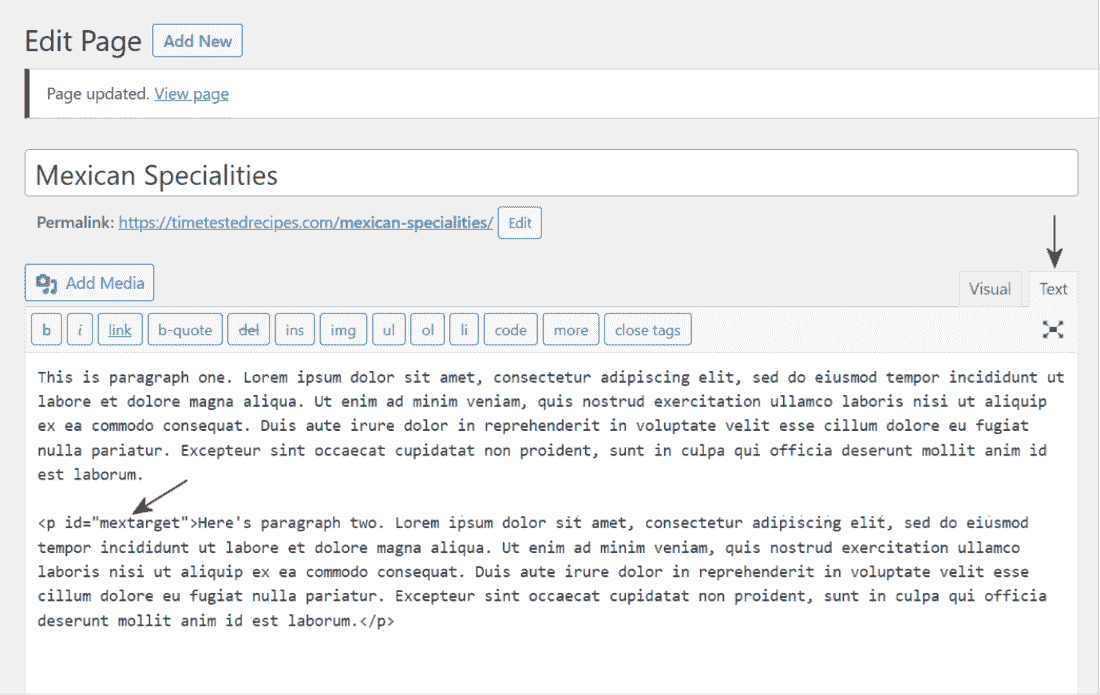 Edit Page Add New
Page updated. View page
Mexican Specialities
Permalink: https://timetestedrecipes.com/mexican-specialities/ Edit
Add Media
Visual Text
b i link b-quote del ins img ul ol li code more close tags
This is paragraph one. Lorem ipsum dolor sit amet, consectetur adipiscing elit, sed do eiusmod tempor incididunt ut
labore et dolore magna aliqua. Ut enim ad minim veniam, quis nostrud exercitation ullamco laboris nisi ut aliquip
ex ea commodo consequat. Duis aute irure dolor in reprehenderit in voluptate velit esse cillum dolore eu fugiat
nulla pariatur. Excepteur sint occaecat cupidatat non proident, sunt in culpa qui officia deserunt mollit anim id
est laborum.
<p id="mextarget">Here's paragraph two. Lorem ipsum dolor sit amet, consectetur adipiscing elit, sed do eiusmod
tempor incididunt ut labore et dolore magna aliqua. Ut enim ad minim veniam, quis nostrud exercitation ullamco
laboris nisi ut aliquip ex ea commodo consequat. Duis aute irure dolor in reprehenderit in voluptate velit esse
cillum dolore eu fugiat nulla pariatur. Excepteur sint occaecat cupidatat non proident, sunt in culpa qui officia
deserunt mollit anim id est laborum.</p>